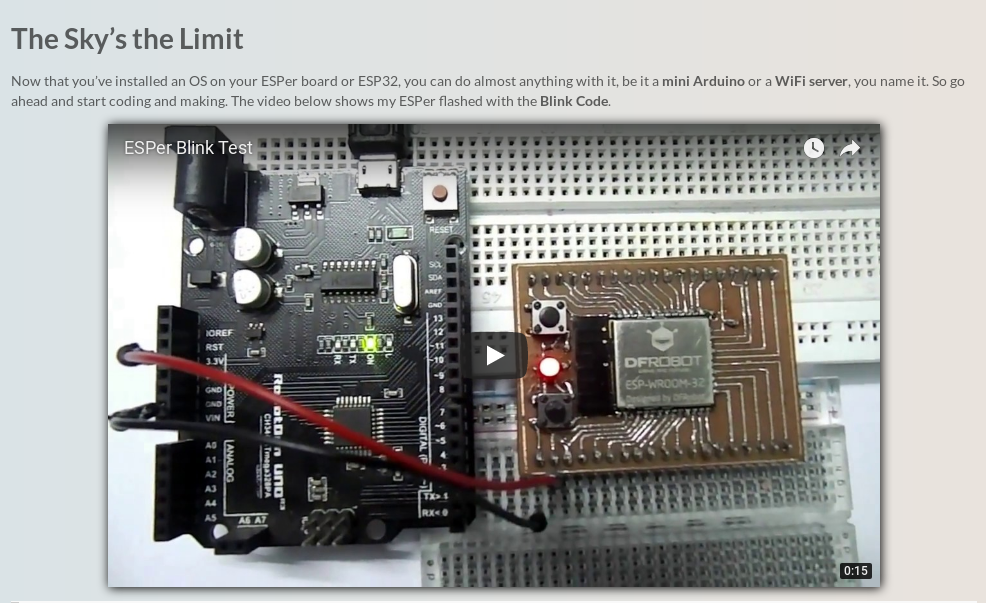 The Sky’s the Limit
Now that you’ve installed an OS on your ESPer board or ESP32, you can do almost anything with it, be it a mini Arduino or a WiFi server, you name it. So go
ahead and start coding and making. The video below shows my ESPer flashed with the Blink Code.
ESPer Blink Test
RESET
SCL
SDA
AREF
GND
13
12
~11
~10
~9
8
7
~6
~5
4
TX> 1
RX< 0
DIGITAL
IOREF
RST
3.3V
GND
GND
VIN
POWER
A0
A1
A2
A3
A4
A5
ANALOG
A6 A7
RX
TX
ON
L
UNO
45
DFROBOT
ESP-WROOM-32
Designed by DFRobot
0:15